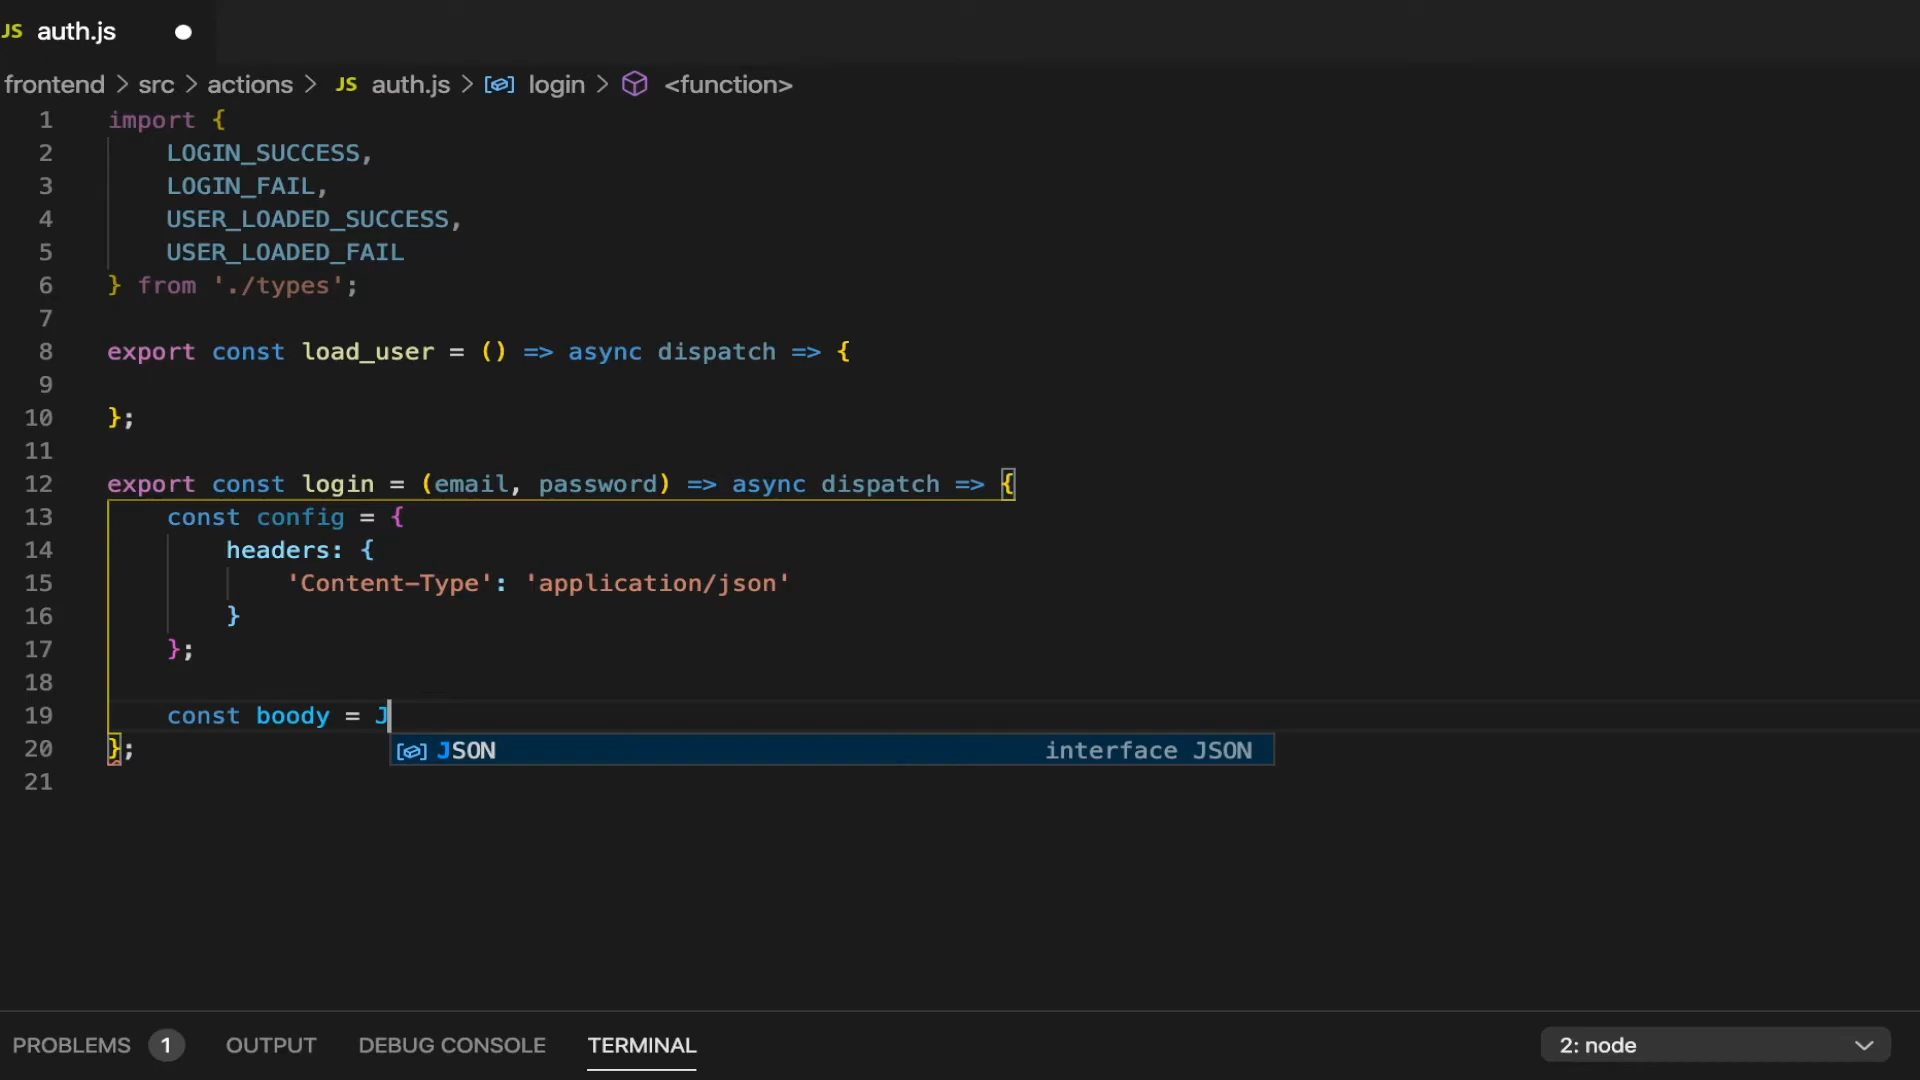 JS auth.js
frontend > src > actions > JS auth.js > login > <function>
1 import {
2 LOGIN_SUCCESS,
3 LOGIN_FAIL,
4 USER_LOADED_SUCCESS,
5 USER_LOADED_FAIL
6 } from './types';
7
8 export const load_user = () => async dispatch => {
9
10 };
11
12 export const login = (email, password) => async dispatch => {
13 const config = {
14 headers: {
15 'Content-Type': 'application/json'
16 }
17 };
18
19 const boody = J
20 };
JSON interface JSON
21
PROBLEMS 1 OUTPUT DEBUG CONSOLE TERMINAL 2: node